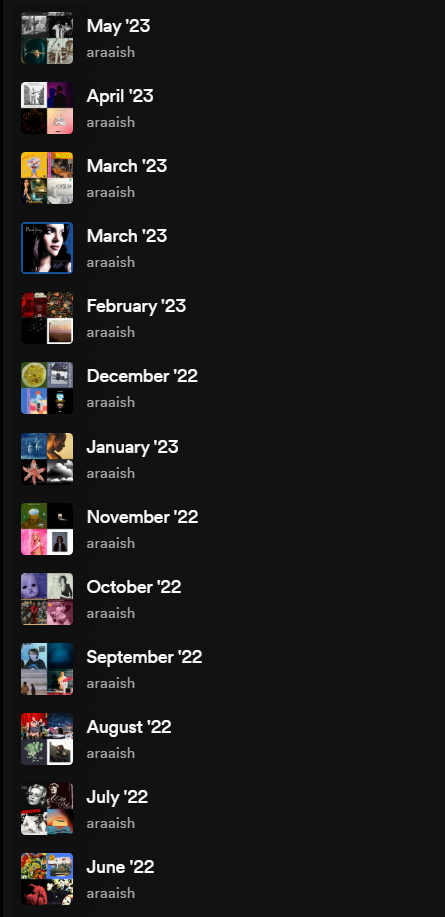 May '23
araaish
April '23
araaish
March '23
araaish
March '23
araaish
February '23
araaish
December '22
araaish
January '23
araaish
November '22
araaish
October '22
araaish
September '22
araaish
August '22
araaish
July '22
araaish
June '22
araaish